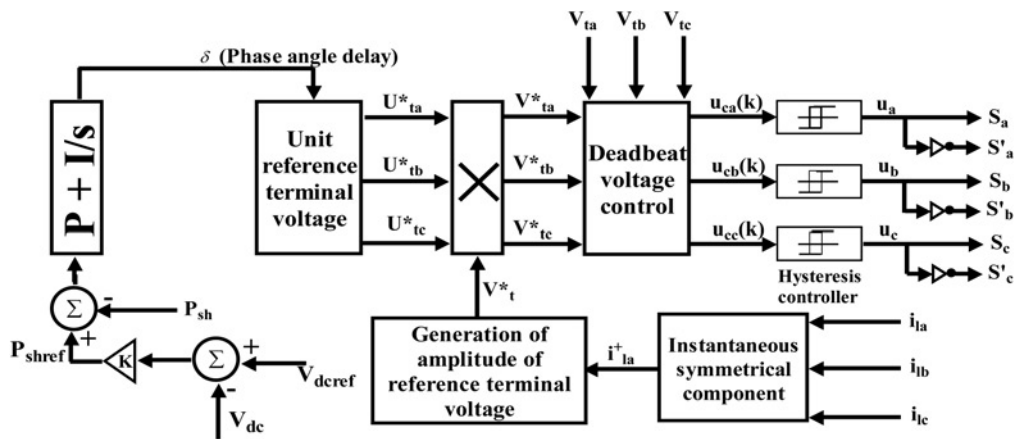 V_ta
V_tb
V_tc
δ (Phase angle delay)
P + I/s
Unit
reference
terminal
voltage
U*_ta
U*_tb
U*_tc
V*_ta
V*_tb
V*_tc
Deadbeat
voltage
control
u_ca(k)
u_cb(k)
u_cc(k)
u_a
u_b
u_c
S_a
S'_a
S_b
S'_b
S_c
S'_c
Hysteresis
controller
V*_t
Σ
-
P_sh
+
P_shref
K
Σ
+
V_dcref
-
V_dc
Generation of
amplitude of
reference terminal
voltage
i^+_la
Instantaneous
symmetrical
component
i_la
i_lb
i_lc